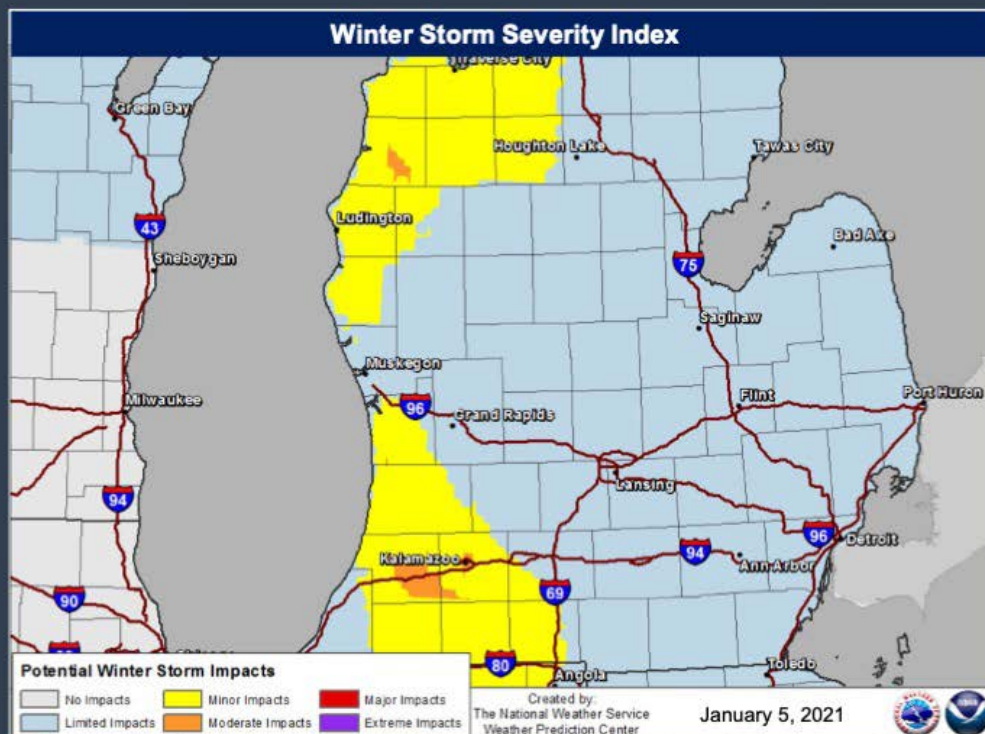 Winter Storm Severity Index
Traverse City
Green Bay
Houghton Lake
Tawas City
Ludington
43
Bad Axe
Sheboygan
75
Saginaw
Muskegon
Milwaukee
96
Grand Rapids
Flint
Port Huron
94
Lansing
96
Detroit
Kalamazoo
94
Ann Arbor
90
69
80
Toledo
Angola
Potential Winter Storm Impacts
No Impacts
Minor Impacts
Major Impacts
Limited Impacts
Moderate Impacts
Extreme Impacts
Created by:
The National Weather Service
Weather Prediction Center
January 5, 2021